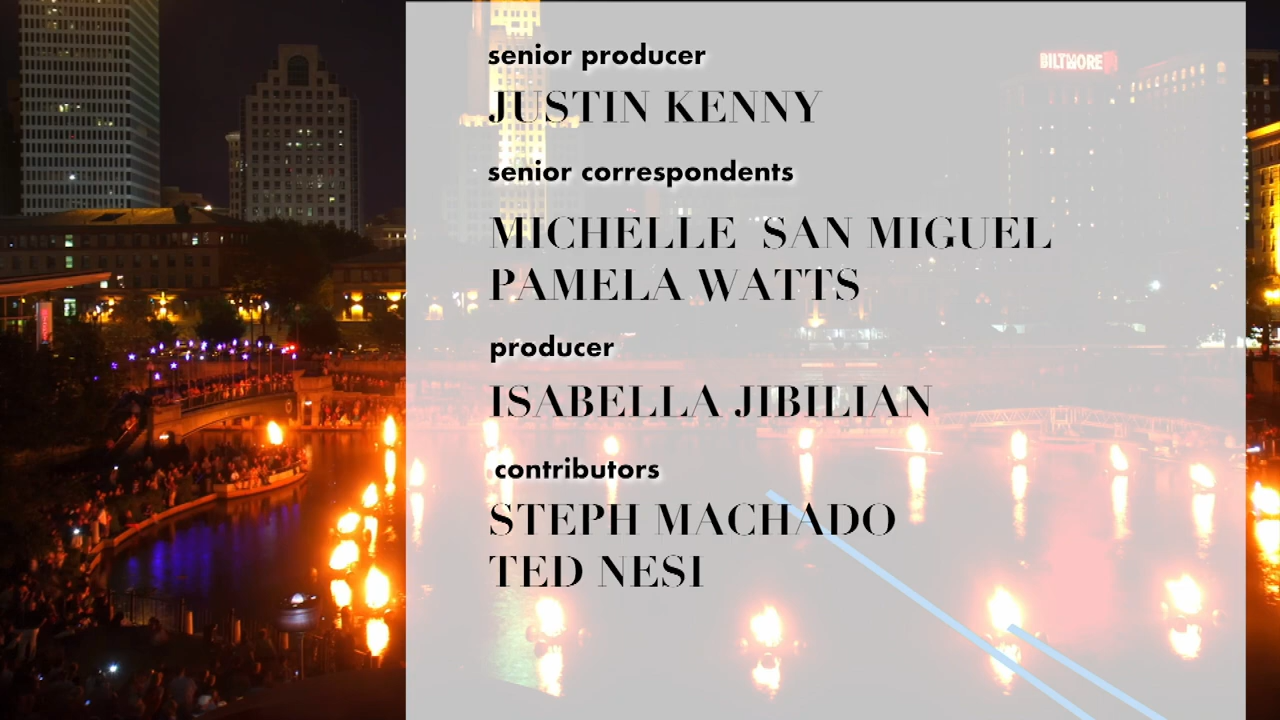 BILTMORE
senior producer
JUSTIN KENNY
senior correspondents
MICHELLE SAN MIGUEL
PAMELA WATTS
producer
ISABELLA JIBILIAN
contributors
STEPH MACHADO
TED NESI